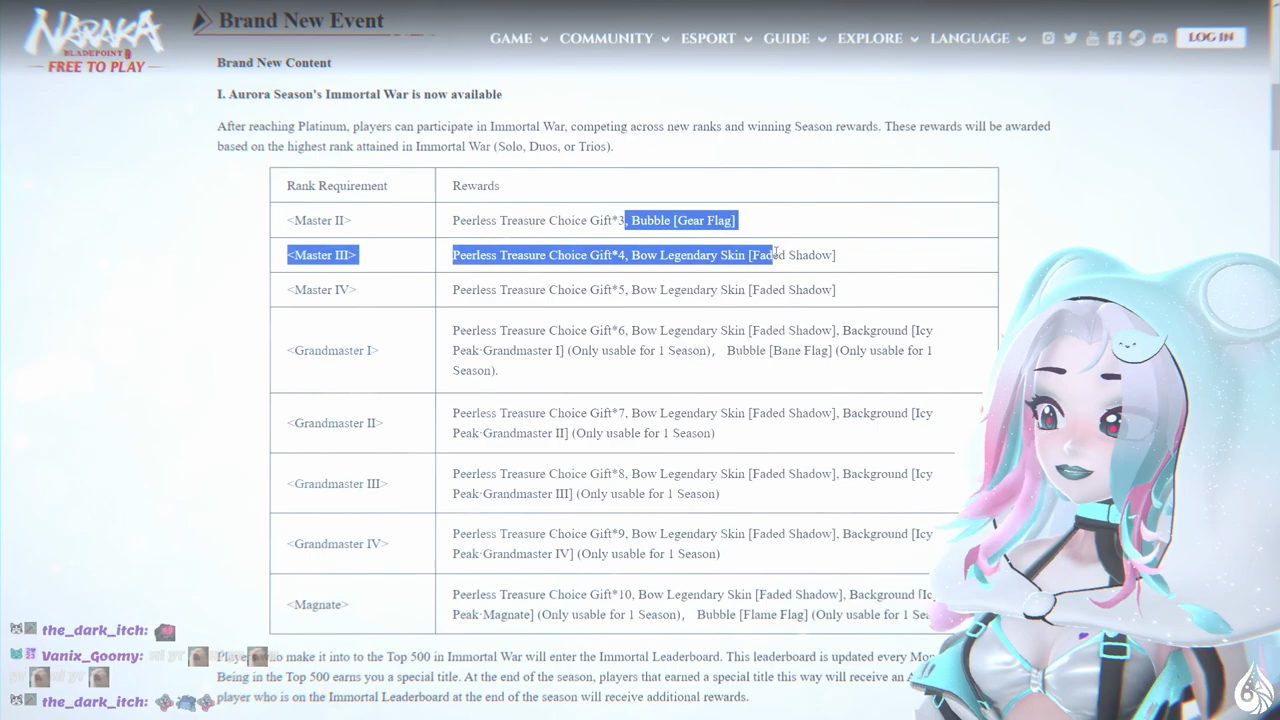 NARAKA
BLADEPOINT
FREE TO PLAY
GAME COMMUNITY ESPORT GUIDE EXPLORE LANGUAGE LOG IN
Brand New Event
Brand New Content
I. Aurora Season's Immortal War is now available
After reaching Platinum, players can participate in Immortal War, competing across new ranks and winning Season rewards. These rewards will be awarded
based on the highest rank attained in Immortal War (Solo, Duos, or Trios).
Rank Requirement Rewards
<Master II> Peerless Treasure Choice Gift*3, Bubble [Gear Flag]
<Master III> Peerless Treasure Choice Gift*4, Bow Legendary Skin [Faded Shadow]
<Master IV> Peerless Treasure Choice Gift*5, Bow Legendary Skin [Faded Shadow]
Peerless Treasure Choice Gift*6, Bow Legendary Skin [Faded Shadow], Background [Icy
<Grandmaster I> Peak·Grandmaster I] (Only usable for 1 Season), Bubble [Bane Flag] (Only usable for 1
Season).
Peerless Treasure Choice Gift*7, Bow Legendary Skin [Faded Shadow], Background [Icy
<Grandmaster II> Peak·Grandmaster II] (Only usable for 1 Season)
Peerless Treasure Choice Gift*8, Bow Legendary Skin [Faded Shadow], Background [Icy
<Grandmaster III> Peak·Grandmaster III] (Only usable for 1 Season)
Peerless Treasure Choice Gift*9, Bow Legendary Skin [Faded Shadow], Background [Icy
<Grandmaster IV> Peak·Grandmaster IV] (Only usable for 1 Season)
Peerless Treasure Choice Gift*10, Bow Legendary Skin [Faded Shadow], Background [Ic
<Magnate> Peak·Magnate] (Only usable for 1 Season), Bubble [Flame Flag] (Only usable for 1 Sea
who make it into to the Top 500 in Immortal War will enter the Immortal Leaderboard. This leaderboard is updated every Mon
Being in the Top 500 earns you a special title. At the end of the season, players that earned a special title this way will receive an
player who is on the Immortal Leaderboard at the end of the season will receive additional rewards.
the_dark_itch:
Vanix_Goomy:
the_dark_itch: